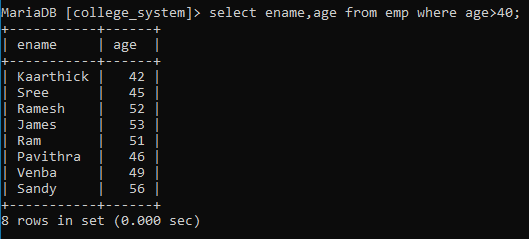 MariaDB [college_system]> select ename,age from emp where age>40;
+-----------+------+
| ename     | age  |
+-----------+------+
| Kaarthick |   42 |
| Sree      |   45 |
| Ramesh    |   52 |
| James     |   53 |
| Ram       |   51 |
| Pavithra  |   46 |
| Venba     |   49 |
| Sandy     |   56 |
+-----------+------+
8 rows in set (0.000 sec)